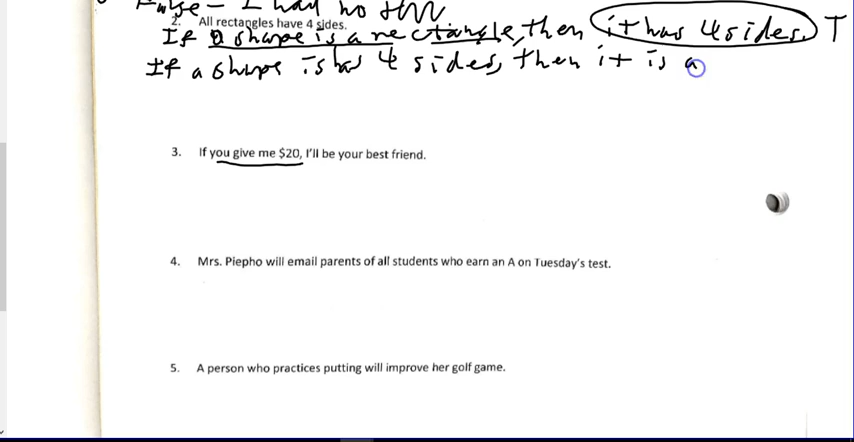 False – I had no
2. All rectangles have 4 sides.
If a shape is a rectangle, then it has 4 sides. T
If a shape is has 4 sides, then it is a
3. If you give me $20, I'll be your best friend.
4. Mrs. Piepho will email parents of all students who earn an A on Tuesday's test.
5. A person who practices putting will improve her golf game.